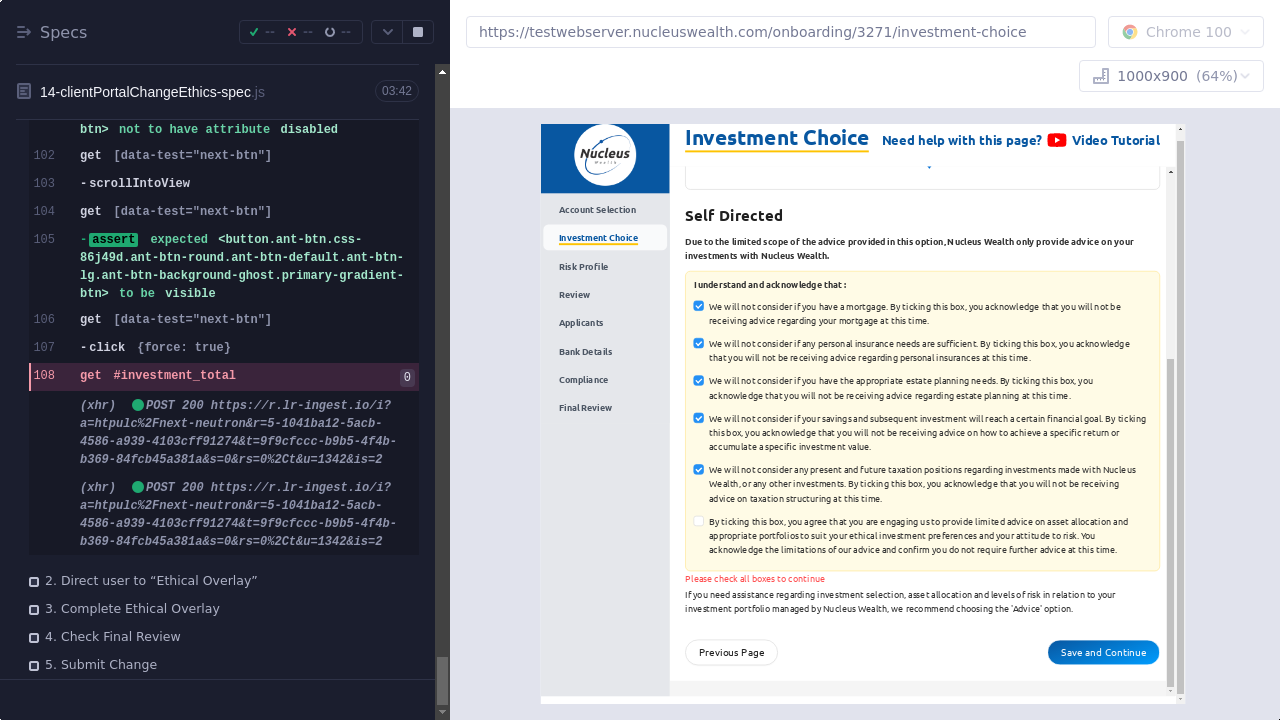 Specs
--
--
--
https://testwebserver.nucleuswealth.com/onboarding/3271/investment-choice
Chrome 100
1000x900 (64%)
14-clientPortalChangeEthics-spec.js
03:42
btn> not to have attribute disabled
102 get [data-test="next-btn"]
103 -scrollIntoView
104 get [data-test="next-btn"]
105 -assert expected <button.ant-btn.css-
86j49d.ant-btn-round.ant-btn-default.ant-btn-
lg.ant-btn-background-ghost.primary-gradient-
btn> to be visible
106 get [data-test="next-btn"]
107 -click {force: true}
108 get #investment_total 0
(xhr) POST 200 https://r.lr-ingest.io/i?
a=htpulc%2Fnext-neutron&r=5-1041ba12-5acb-
4586-a939-4103cff91274&t=9f9cfccc-b9b5-4f4b-
b369-84fcb45a381a&s=0&rs=0%2Ct&u=1342&is=2
(xhr) POST 200 https://r.lr-ingest.io/i?
a=htpulc%2Fnext-neutron&r=5-1041ba12-5acb-
4586-a939-4103cff91274&t=9f9cfccc-b9b5-4f4b-
b369-84fcb45a381a&s=0&rs=0%2Ct&u=1342&is=2
2. Direct user to “Ethical Overlay”
3. Complete Ethical Overlay
4. Check Final Review
5. Submit Change
Nucleus
Wealth
Account Selection
Investment Choice
Risk Profile
Review
Applicants
Bank Details
Compliance
Final Review
Investment Choice
Need help with this page? Video Tutorial
Self Directed
Due to the limited scope of the advice provided in this option, Nucleus Wealth only provide advice on your
investments with Nucleus Wealth.
I understand and acknowledge that :
We will not consider if you have a mortgage. By ticking this box, you acknowledge that you will not be
receiving advice regarding your mortgage at this time.
We will not consider if any personal insurance needs are sufficient. By ticking this box, you acknowledge
that you will not be receiving advice regarding personal insurances at this time.
We will not consider if you have the appropriate estate planning needs. By ticking this box, you
acknowledge that you will not be receiving advice regarding estate planning at this time.
We will not consider if your savings and subsequent investment will reach a certain financial goal. By ticking
this box, you acknowledge that you will not be receiving advice on how to achieve a specific return or
accumulate a specific investment value.
We will not consider any present and future taxation positions regarding investments made with Nucleus
Wealth, or any other investments. By ticking this box, you acknowledge that you will not be receiving
advice on taxation structuring at this time.
By ticking this box, you agree that you are engaging us to provide limited advice on asset allocation and
appropriate portfolios to suit your ethical investment preferences and your attitude to risk. You
acknowledge the limitations of our advice and confirm you do not require further advice at this time.
Please check all boxes to continue
If you need assistance regarding investment selection, asset allocation and levels of risk in relation to your
investment portfolio managed by Nucleus Wealth, we recommend choosing the 'Advice' option.
Previous Page
Save and Continue